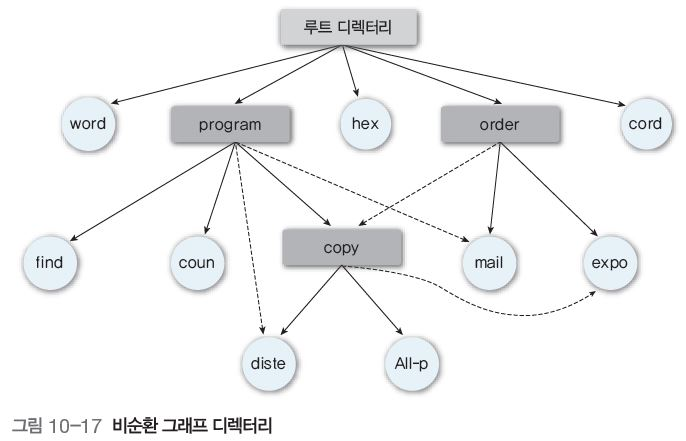 루트 디렉터리
word
program
hex
order
cord
find
coun
copy
mail
expo
diste
All-p
그림 10-17 비순환 그래프 디렉터리